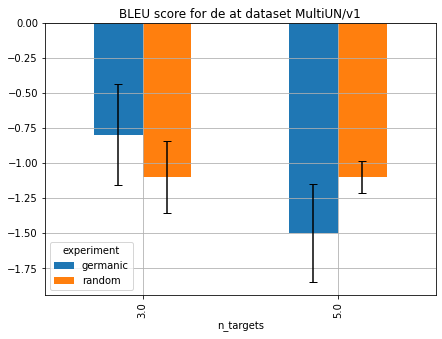 BLEU score for de at dataset MultiUN/v1
0.00
−0.25
−0.50
−0.75
−1.00
−1.25
−1.50
−1.75
experiment
germanic
random
3.0
5.0
n_targets